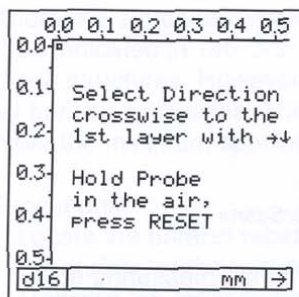 0.0 0.1 0.2 0.3 0.4 0.5
0.0
0.1
Select Direction
crosswise to the
0.2
1st layer with →↓
0.3
Hold Probe
in the air,
0.4
press RESET
0.5
d16 mm →